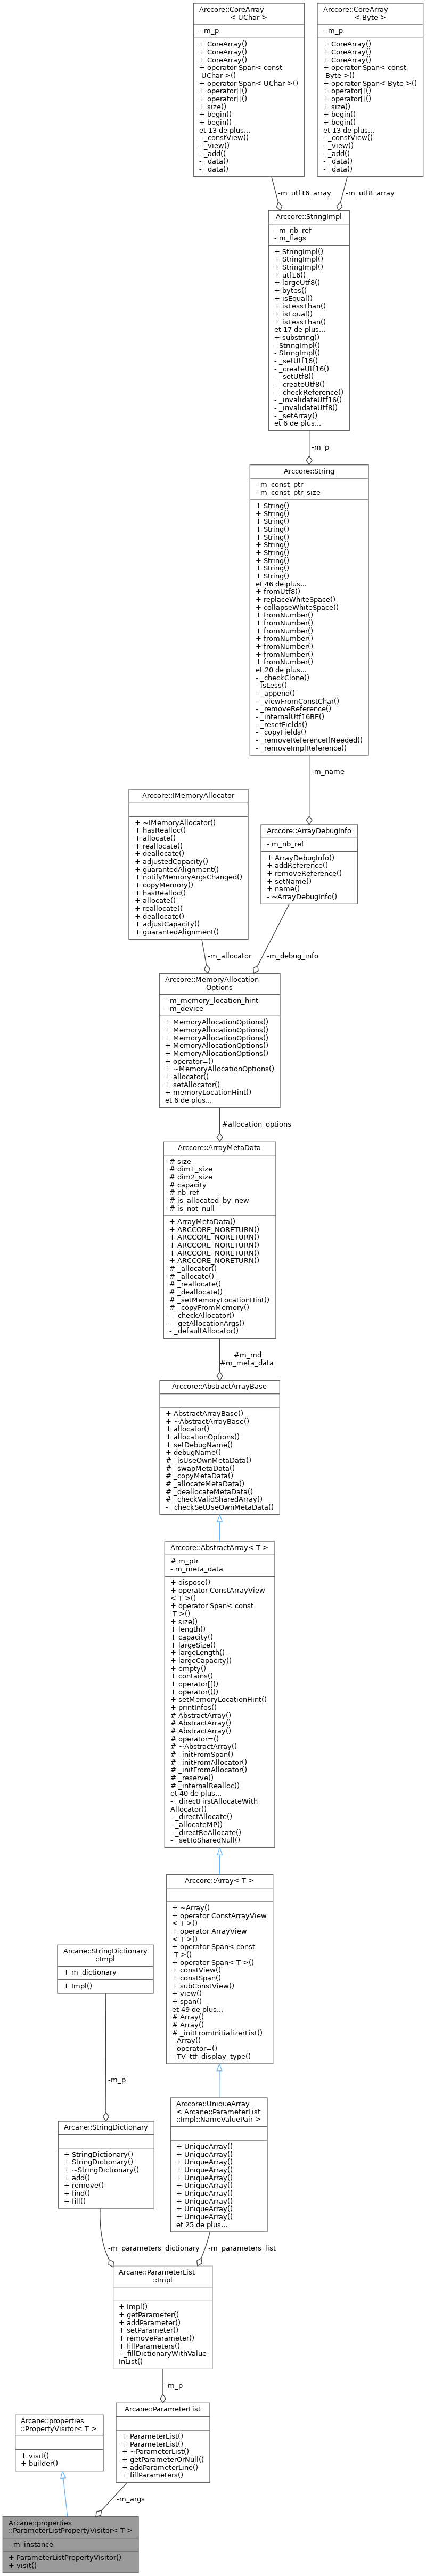 Arccore::CoreArray
< UChar >
- m_p
+ CoreArray()
+ CoreArray()
+ CoreArray()
+ operator Span< const
UChar >()
+ operator Span< UChar >()
+ operator[]()
+ operator[]()
+ size()
+ begin()
+ begin()
et 13 de plus...
- _constView()
- _view()
- _add()
- _data()
- _data()
Arccore::CoreArray
< Byte >
- m_p
+ CoreArray()
+ CoreArray()
+ CoreArray()
+ operator Span< const
Byte >()
+ operator Span< Byte >()
+ operator[]()
+ operator[]()
+ size()
+ begin()
+ begin()
et 13 de plus...
- _constView()
- _view()
- _add()
- _data()
- _data()
-m_utf16_array
-m_utf8_array
Arccore::StringImpl
- m_nb_ref
- m_flags
+ StringImpl()
+ StringImpl()
+ StringImpl()
+ utf16()
+ largeUtf8()
+ bytes()
+ isEqual()
+ isLessThan()
+ isEqual()
+ isLessThan()
et 17 de plus...
+ substring()
- StringImpl()
- StringImpl()
- _setUtf16()
- _createUtf16()
- _setUtf8()
- _createUtf8()
- _checkReference()
- _invalidateUtf16()
- _invalidateUtf8()
- _setArray()
et 6 de plus...
-m_p
Arccore::String
- m_const_ptr
- m_const_ptr_size
+ String()
+ String()
+ String()
+ String()
+ String()
+ String()
+ String()
+ String()
+ String()
+ String()
et 46 de plus...
+ fromUtf8()
+ replaceWhiteSpace()
+ collapseWhiteSpace()
+ fromNumber()
+ fromNumber()
+ fromNumber()
+ fromNumber()
+ fromNumber()
+ fromNumber()
+ fromNumber()
et 20 de plus...
- _checkClone()
- isLess()
- _append()
- _viewFromConstChar()
- _removeReference()
- _internalUtf16BE()
- _resetFields()
- _copyFields()
- _removeReferenceIfNeeded()
- _removeImplReference()
-m_name
Arccore::IMemoryAllocator
+ ~IMemoryAllocator()
+ hasRealloc()
+ allocate()
+ reallocate()
+ deallocate()
+ adjustedCapacity()
+ guarantedAlignment()
+ notifyMemoryArgsChanged()
+ copyMemory()
+ hasRealloc()
+ allocate()
+ reallocate()
+ deallocate()
+ adjustCapacity()
+ guarantedAlignment()
Arccore::ArrayDebugInfo
- m_nb_ref
+ ArrayDebugInfo()
+ addReference()
+ removeReference()
+ setName()
+ name()
- ~ArrayDebugInfo()
-m_allocator
-m_debug_info
Arccore::MemoryAllocation
Options
- m_memory_location_hint
- m_device
+ MemoryAllocationOptions()
+ MemoryAllocationOptions()
+ MemoryAllocationOptions()
+ MemoryAllocationOptions()
+ MemoryAllocationOptions()
+ operator=()
+ ~MemoryAllocationOptions()
+ allocator()
+ setAllocator()
+ memoryLocationHint()
et 6 de plus...
#allocation_options
Arccore::ArrayMetaData
# size
# dim1_size
# dim2_size
# capacity
# nb_ref
# is_allocated_by_new
# is_not_null
+ ArrayMetaData()
+ ARCCORE_NORETURN()
+ ARCCORE_NORETURN()
+ ARCCORE_NORETURN()
+ ARCCORE_NORETURN()
+ ARCCORE_NORETURN()
# _allocator()
# _allocate()
# _reallocate()
# _deallocate()
# _setMemoryLocationHint()
# _copyFromMemory()
- _checkAllocator()
- _getAllocationArgs()
- _defaultAllocator()
#m_md
#m_meta_data
Arccore::AbstractArrayBase
+ AbstractArrayBase()
+ ~AbstractArrayBase()
+ allocator()
+ allocationOptions()
+ setDebugName()
+ debugName()
# _isUseOwnMetaData()
# _swapMetaData()
# _copyMetaData()
# _allocateMetaData()
# _deallocateMetaData()
# _checkValidSharedArray()
- _checkSetUseOwnMetaData()
Arccore::AbstractArray< T >
# m_ptr
- m_meta_data
+ dispose()
+ operator ConstArrayView
< T >()
+ operator Span< const
T >()
+ size()
+ length()
+ capacity()
+ largeSize()
+ largeLength()
+ largeCapacity()
+ empty()
+ contains()
+ operator[]()
+ operator()()
+ setMemoryLocationHint()
+ printInfos()
# AbstractArray()
# AbstractArray()
# AbstractArray()
# operator=()
# ~AbstractArray()
# _initFromSpan()
# _initFromAllocator()
# _initFromAllocator()
# _reserve()
# _internalRealloc()
et 40 de plus...
- _directFirstAllocateWith
Allocator()
- _directAllocate()
- _allocateMP()
- _directReAllocate()
- _setToSharedNull()
Arccore::Array< T >
+ ~Array()
+ operator ConstArrayView
< T >()
+ operator ArrayView
< T >()
+ operator Span< const
T >()
+ operator Span< T >()
+ constView()
+ constSpan()
+ subConstView()
+ view()
+ span()
et 49 de plus...
# Array()
# Array()
# _initFromInitializerList()
- Array()
- operator=()
- TV_ttf_display_type()
Arcane::StringDictionary
::Impl
+ m_dictionary
+ Impl()
-m_p
Arccore::UniqueArray
< Arcane::ParameterList
::Impl::NameValuePair >
+ UniqueArray()
+ UniqueArray()
+ UniqueArray()
+ UniqueArray()
+ UniqueArray()
+ UniqueArray()
+ UniqueArray()
+ UniqueArray()
+ UniqueArray()
+ UniqueArray()
et 25 de plus...
Arcane::StringDictionary
+ StringDictionary()
+ StringDictionary()
+ ~StringDictionary()
+ add()
+ remove()
+ find()
+ fill()
-m_parameters_dictionary
-m_parameters_list
Arcane::ParameterList
::Impl
+ Impl()
+ getParameter()
+ addParameter()
+ setParameter()
+ removeParameter()
+ fillParameters()
- _fillDictionaryWithValue
InList()
-m_p
Arcane::ParameterList
+ ParameterList()
+ ParameterList()
+ ~ParameterList()
+ getParameterOrNull()
+ addParameterLine()
+ fillParameters()
Arcane::properties
::PropertyVisitor< T >
+ visit()
+ builder()
-m_args
Arcane::properties
::ParameterListPropertyVisitor< T >
- m_instance
+ ParameterListPropertyVisitor()
+ visit()